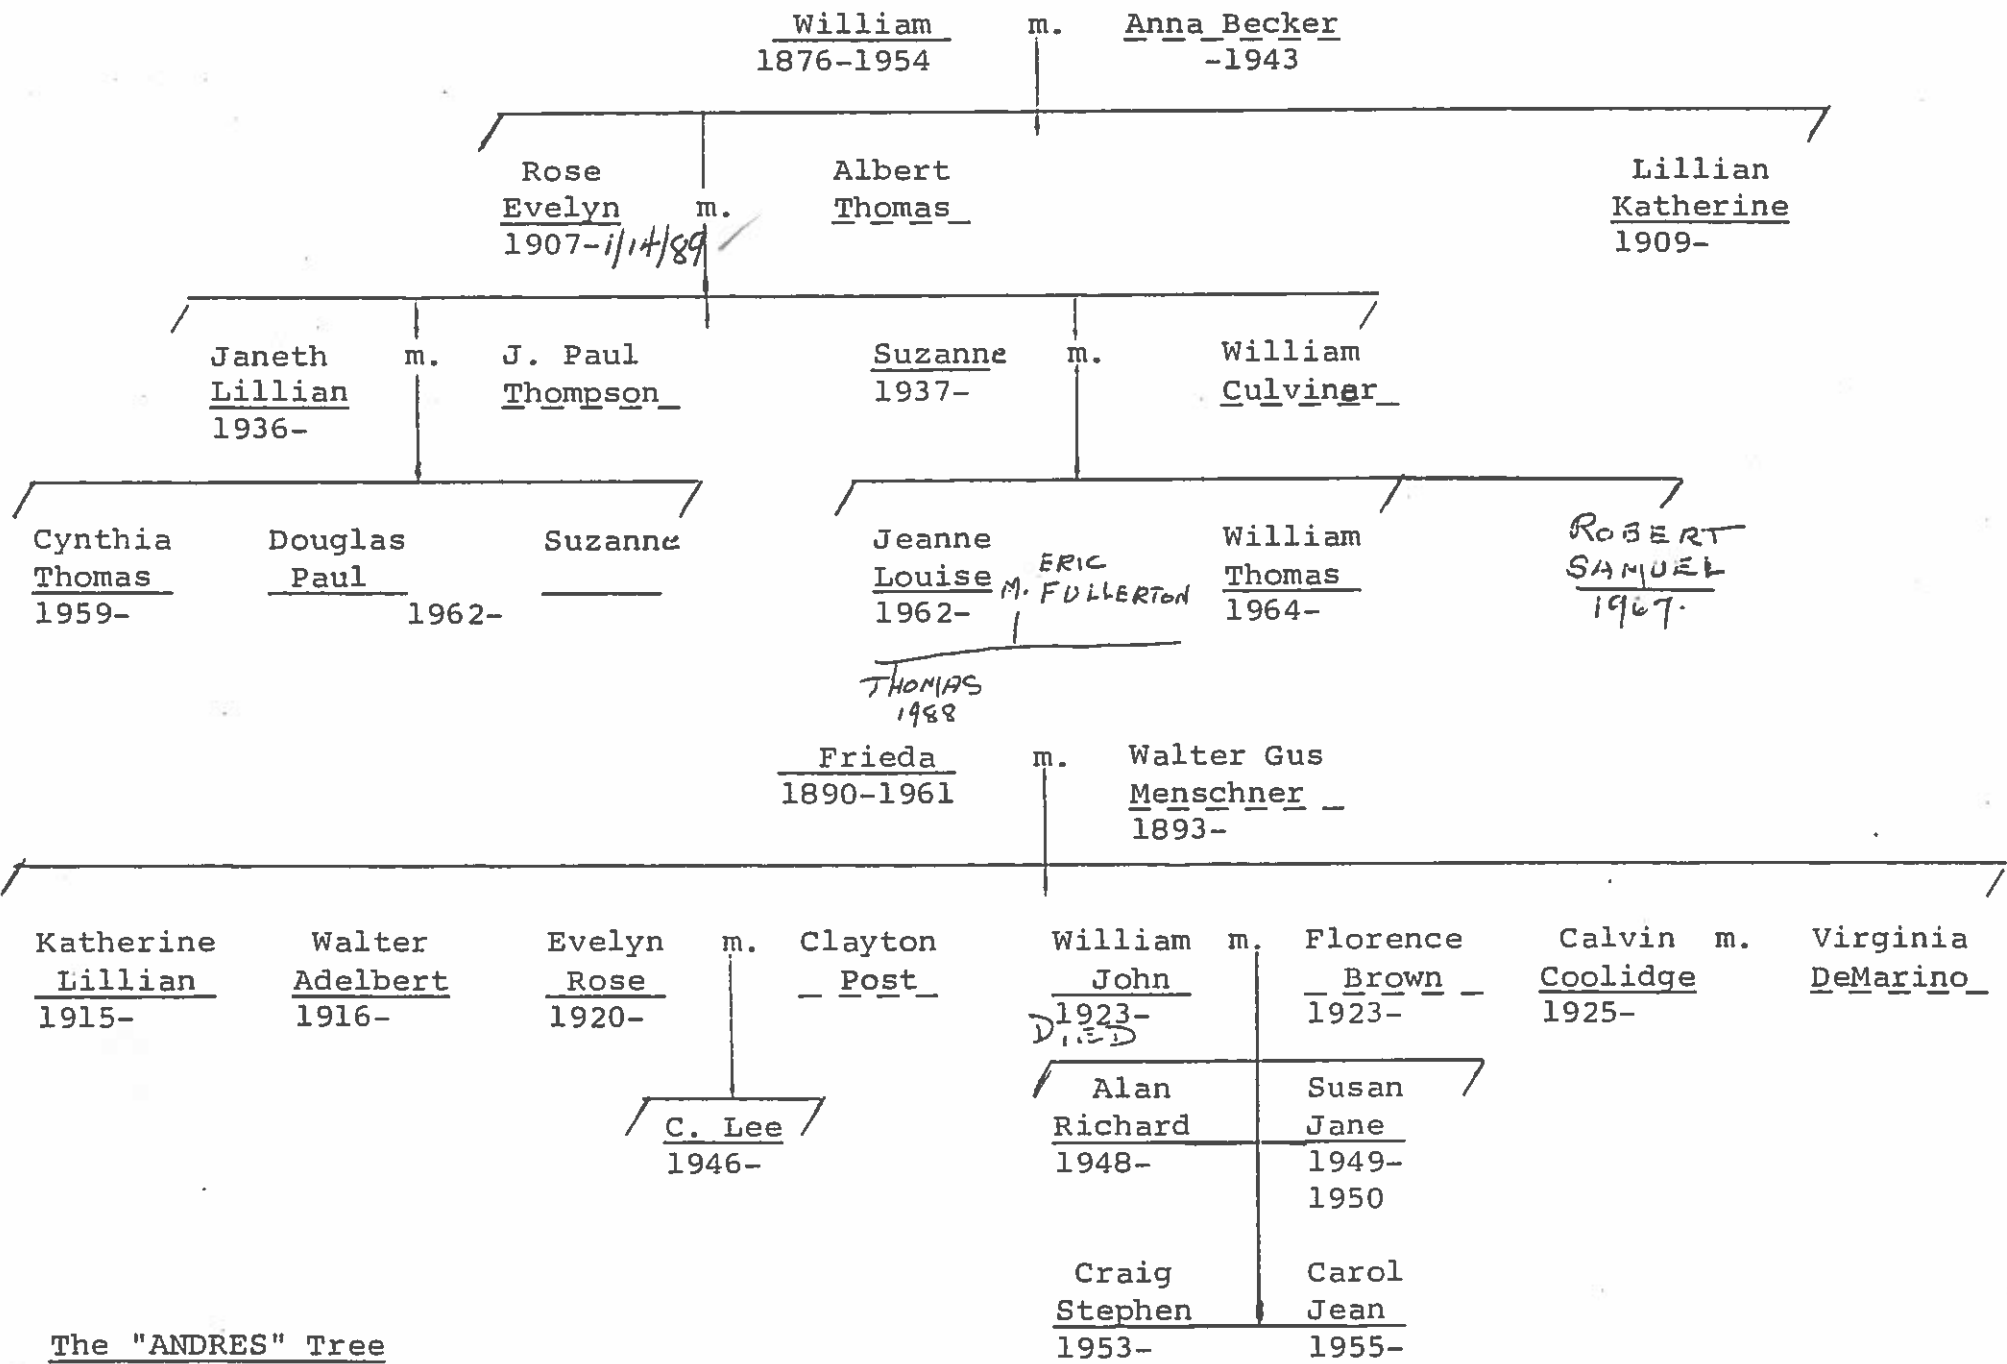 William m. Anna Becker
1876-1954 -1943
Rose Albert Lillian
Evelyn m. Thomas Katherine
1907-1/14/89 1909-
Janeth m. J. Paul Suzanne m. William
Lillian Thompson 1937- Culviner
1936-
Cynthia Douglas Suzanne Jeanne William ROBERT
Thomas Paul Louise ERIC Thomas SAMUEL
1959- 1962- 1962- M. FULLERTON 1964- 1967.
THOMAS
1988
Frieda m. Walter Gus
1890-1961 Menschner
1893-
Katherine Walter Evelyn m. Clayton William m. Florence Calvin m. Virginia
Lillian Adelbert Rose Post John Brown Coolidge DeMarino
1915- 1916- 1920- 1923- 1923- 1925-
DIED
Alan Susan
C. Lee Richard Jane
1946- 1948- 1949-
1950
Craig Carol
Stephen Jean
The "ANDRES" Tree 1953- 1955-